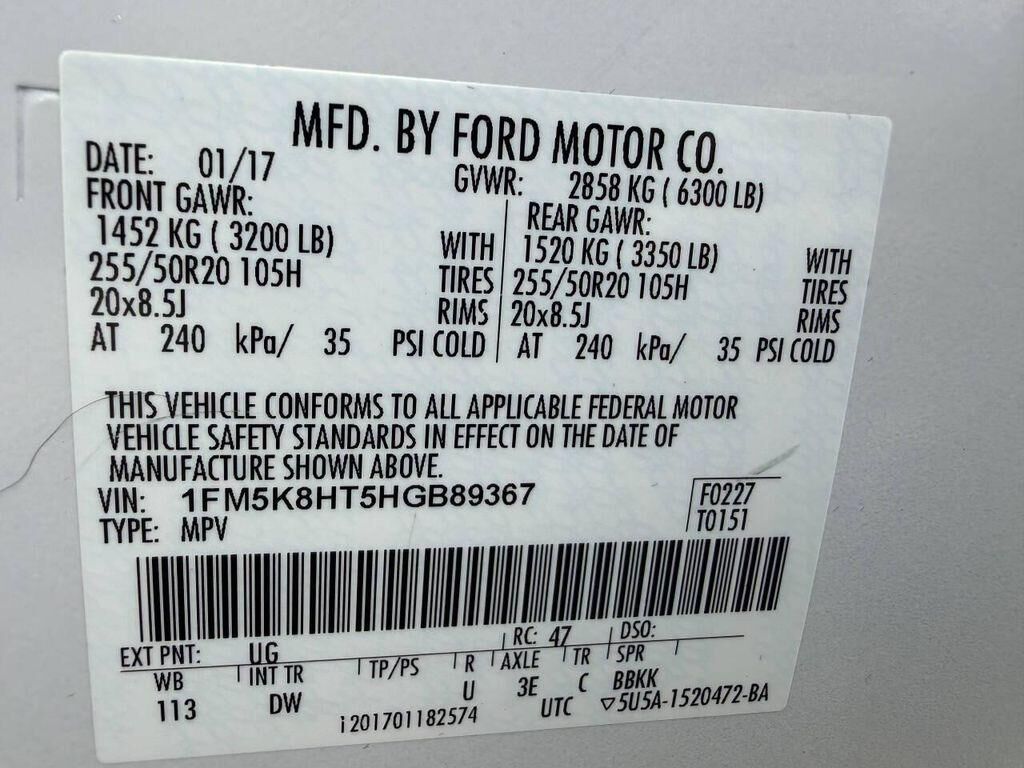 MFD. BY FORD MOTOR CO.
DATE: 01/17 GVWR: 2858 KG ( 6300 LB)
FRONT GAWR: REAR GAWR:
1452 KG ( 3200 LB) WITH 1520 KG ( 3350 LB) WITH
255/50R20 105H TIRES 255/50R20 105H TIRES
20x8.5J RIMS 20x8.5J RIMS
AT 240 kPa/ 35 PSI COLD AT 240 kPa/ 35 PSI COLD
THIS VEHICLE CONFORMS TO ALL APPLICABLE FEDERAL MOTOR
VEHICLE SAFETY STANDARDS IN EFFECT ON THE DATE OF
MANUFACTURE SHOWN ABOVE.
VIN: 1FM5K8HT5HGB89367 F0227
TYPE: MPV T0151
EXT PNT: UG RC: 47 DSO:
WB INT TR TP/PS R AXLE TR SPR
113 DW U 3E C BBKK
i201701182574 UTC ▽5U5A-1520472-BA